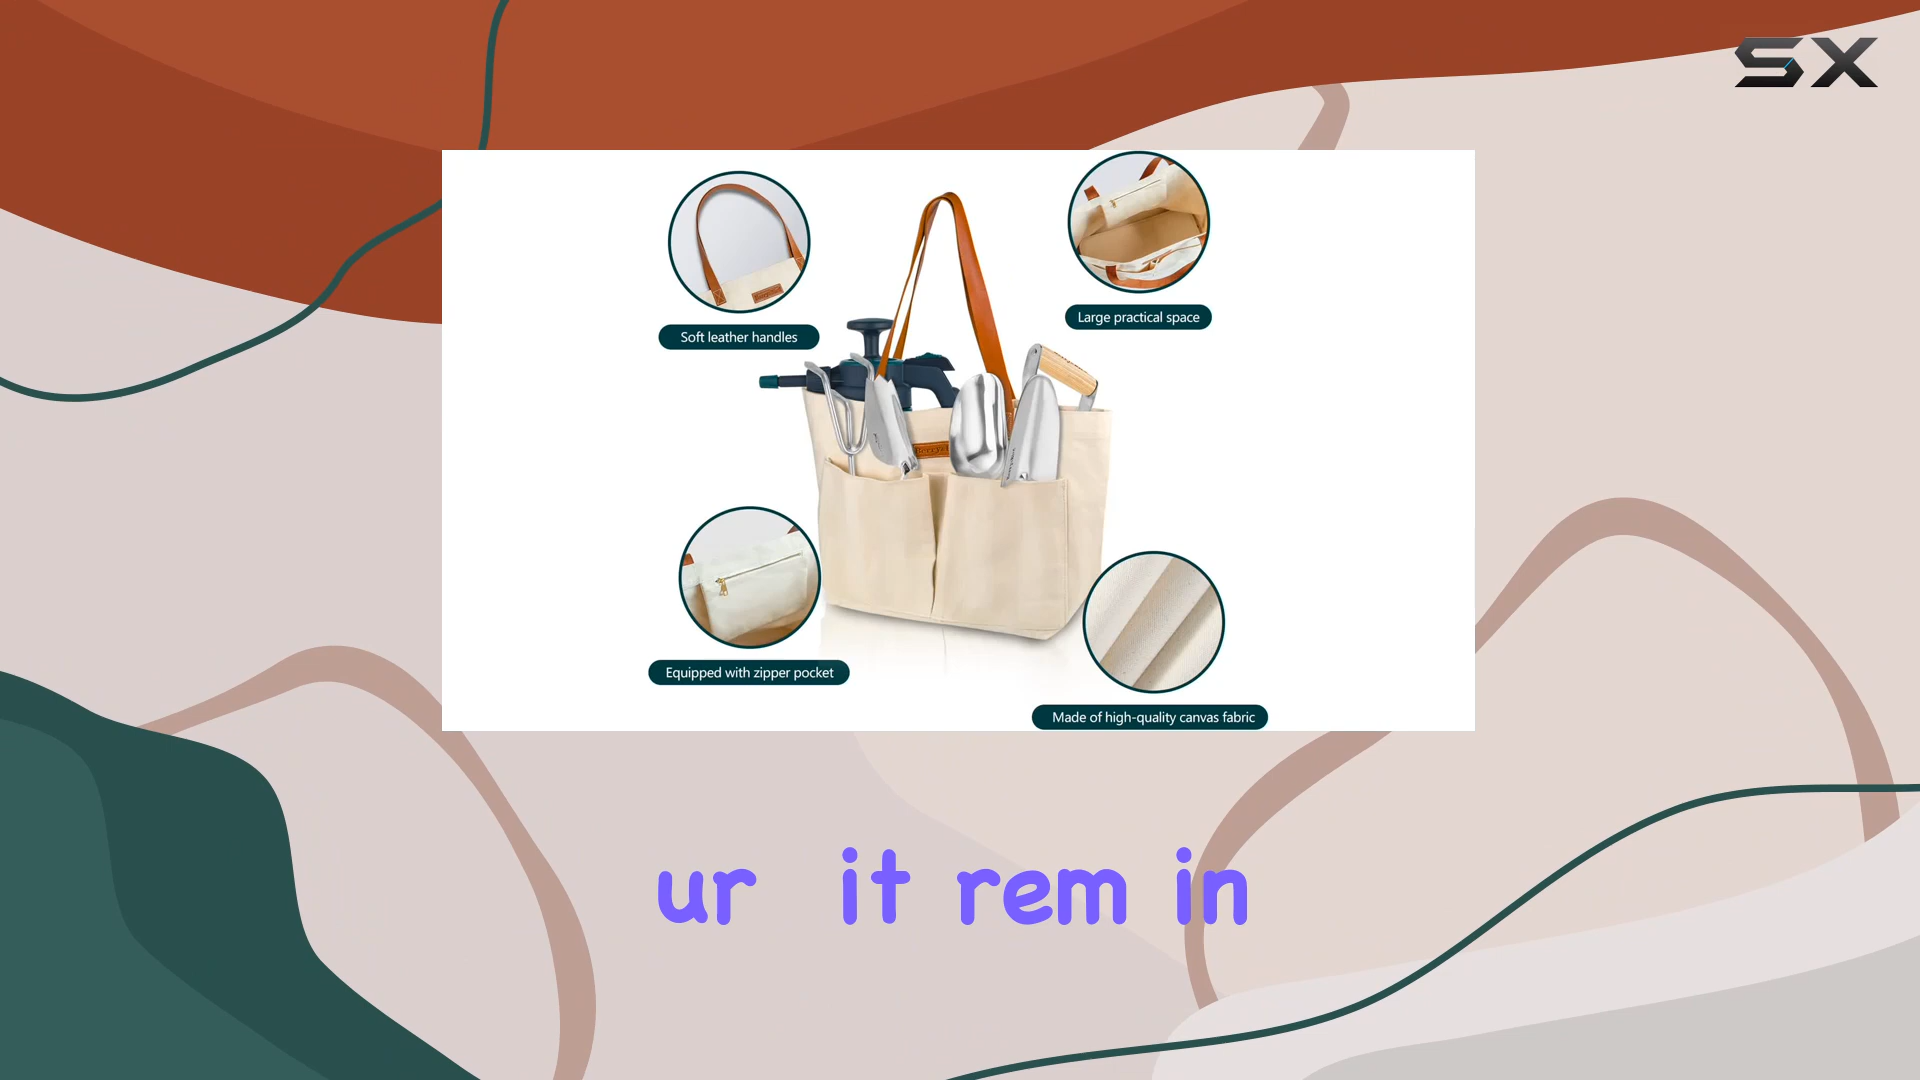 SX
Soft leather handles
Large practical space
Equipped with zipper pocket
Made of high-quality canvas fabric
ur it rem in